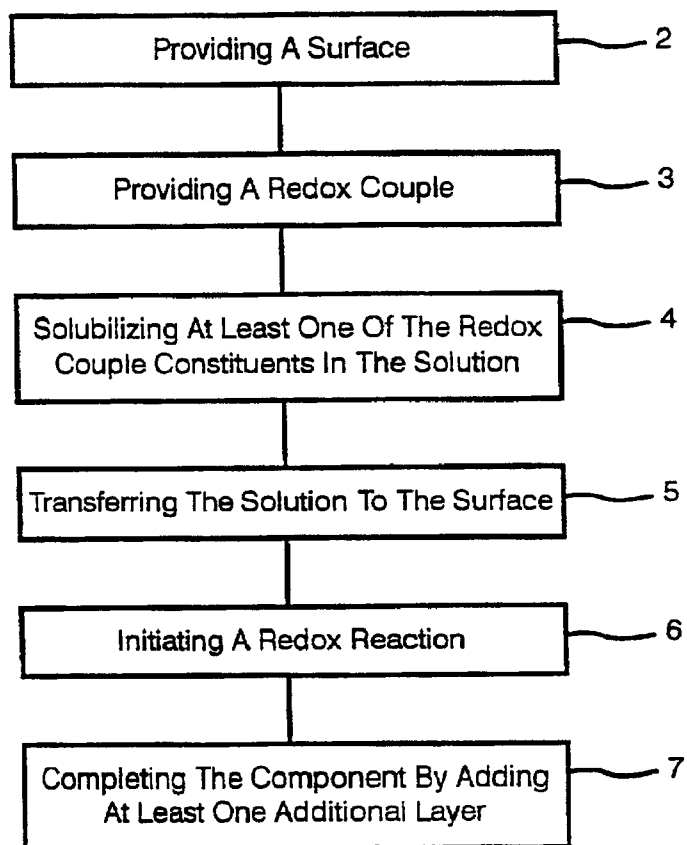 Providing A Surface
2
Providing A Redox Couple
3
Solubilizing At Least One Of The Redox
Couple Constituents In The Solution
4
Transferring The Solution To The Surface
5
Initiating A Redox Reaction
6
Completing The Component By Adding
At Least One Additional Layer
7